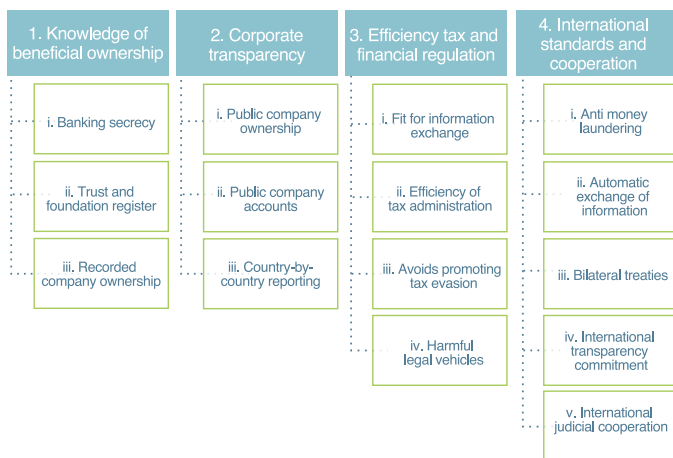 1. Knowledge of
beneficial ownership
i. Banking secrecy
ii. Trust and
foundation register
iii. Recorded
company ownership
2. Corporate
transparency
i. Public company
ownership
ii. Public company
accounts
iii. Country-by-
country reporting
3. Efficiency tax and
financial regulation
i. Fit for information
exchange
ii. Efficiency of
tax administration
iii. Avoids promoting
tax evasion
iv. Harmful
legal vehicles
4. International
standards and
cooperation
i. Anti money
laundering
ii. Automatic
exchange of
information
iii. Bilateral treaties
iv. International
transparency
commitment
v. International
judicial cooperation